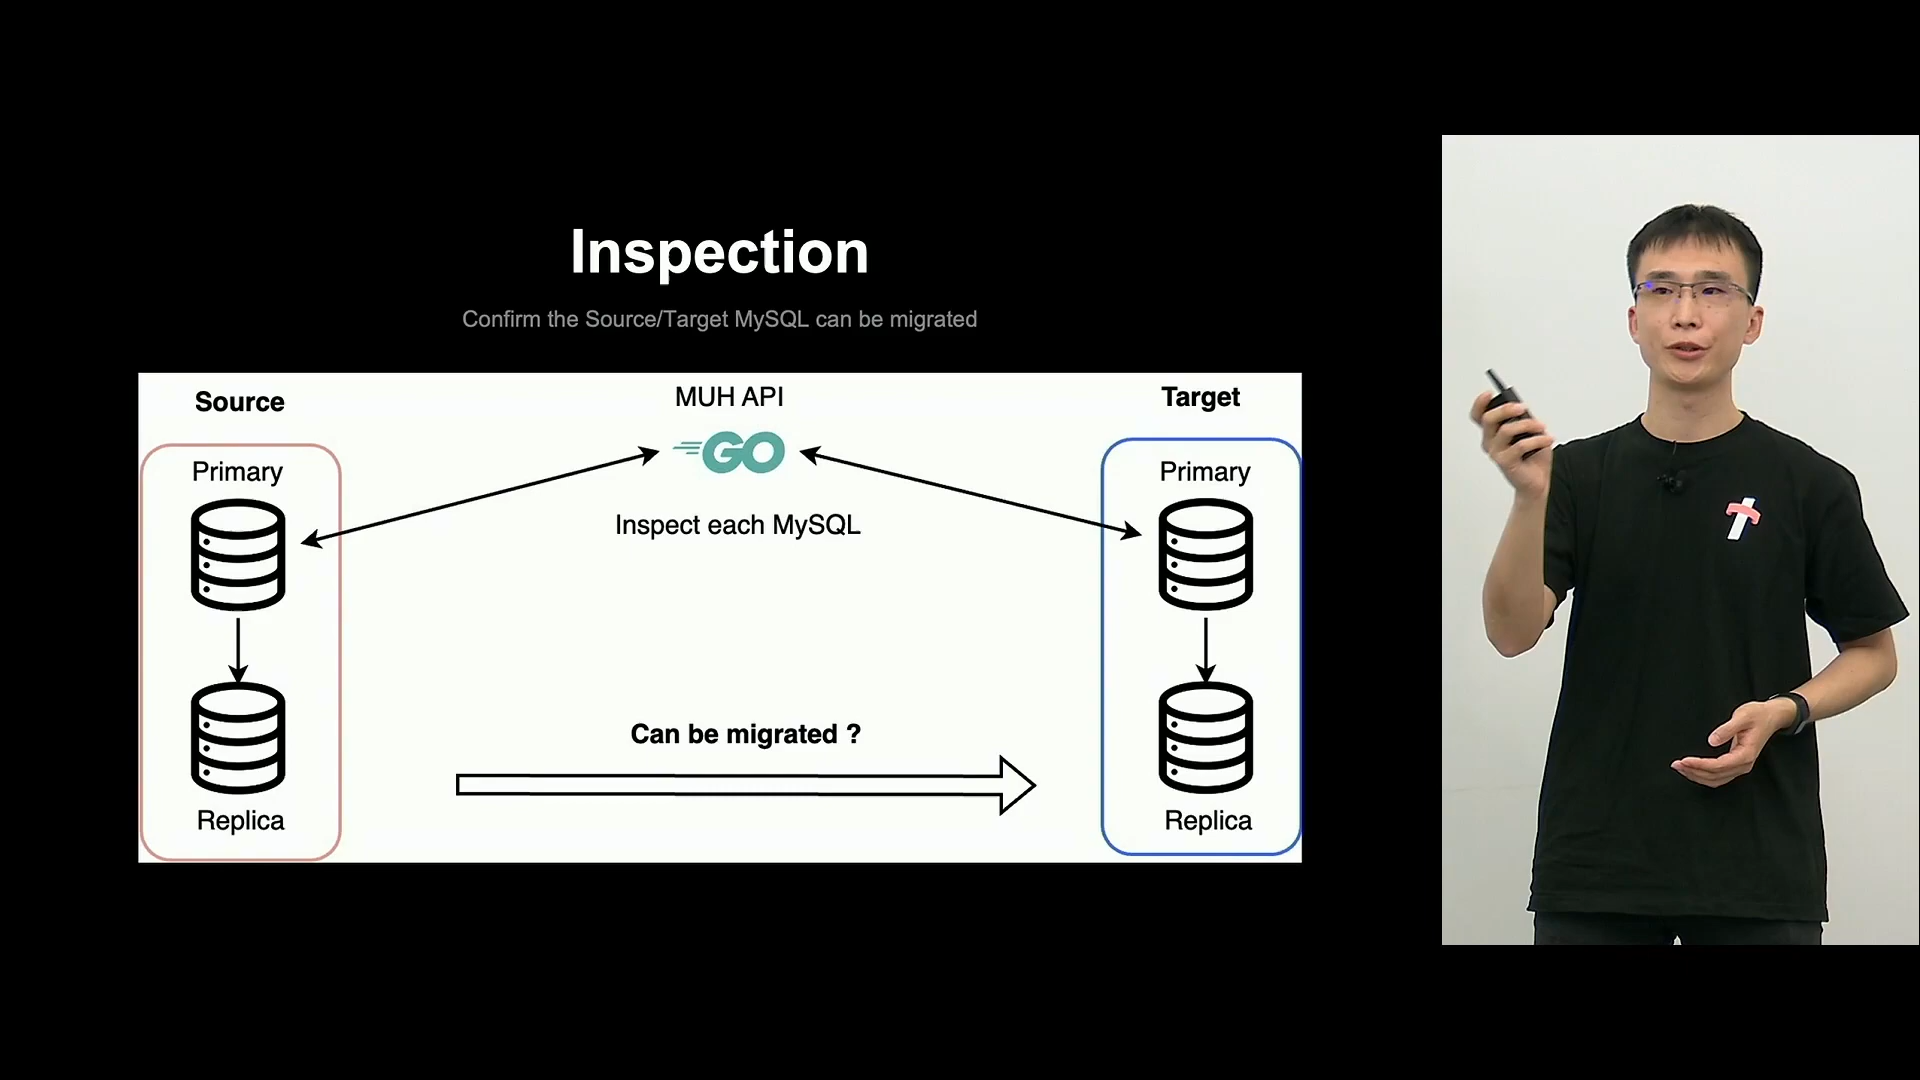 Inspection
Confirm the Source/Target MySQL can be migrated
Source
MUH API
Target
Primary
GO
Primary
Inspect each MySQL
Can be migrated ?
Replica
Replica